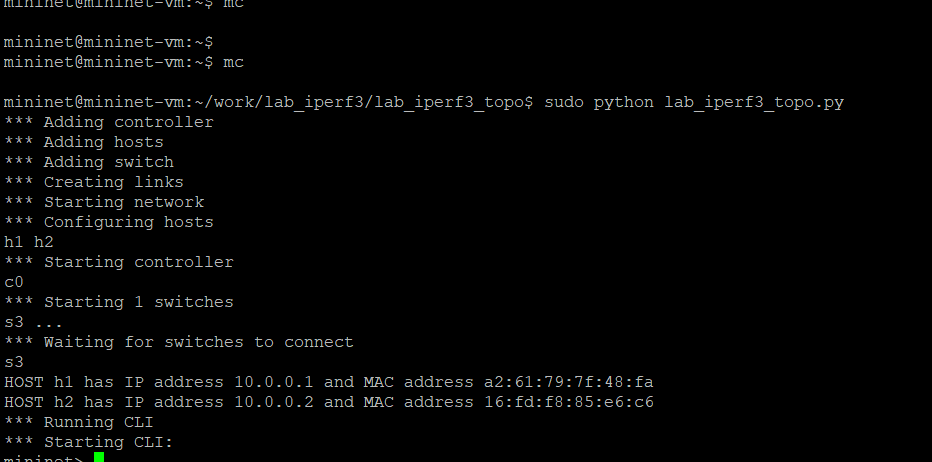 mininet@mininet-vm:~$ mc
mininet@mininet-vm:~$
mininet@mininet-vm:~$ mc
mininet@mininet-vm:~/work/lab_iperf3/lab_iperf3_topo$ sudo python lab_iperf3_topo.py
*** Adding controller
*** Adding hosts
*** Adding switch
*** Creating links
*** Starting network
*** Configuring hosts
h1 h2
*** Starting controller
c0
*** Starting 1 switches
s3 ...
*** Waiting for switches to connect
s3
HOST h1 has IP address 10.0.0.1 and MAC address a2:61:79:7f:48:fa
HOST h2 has IP address 10.0.0.2 and MAC address 16:fd:f8:85:e6:c6
*** Running CLI
*** Starting CLI:
mininet>